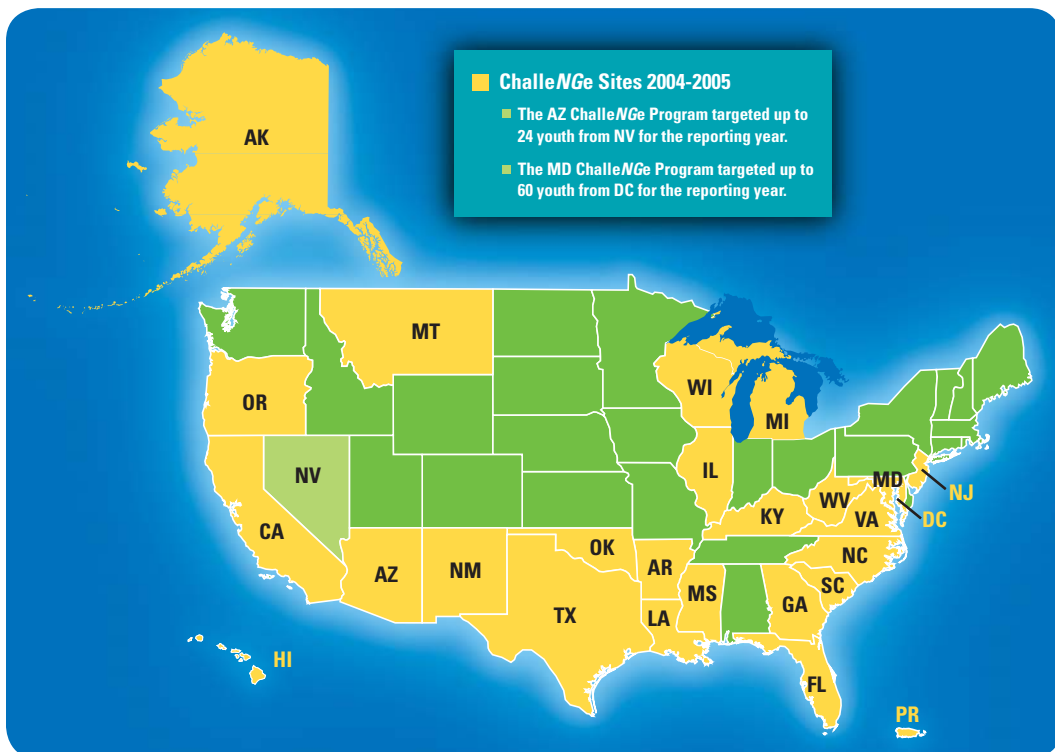 ChalleNGe Sites 2004-2005
The AZ ChalleNGe Program targeted up to
24 youth from NV for the reporting year.
The MD ChalleNGe Program targeted up to
60 youth from DC for the reporting year.
AK
MT
OR
WI
MI
NV
IL
MD
NJ
WV
DC
KY
VA
CA
OK
NC
AZ
NM
AR
SC
MS
GA
TX
LA
HI
FL
PR